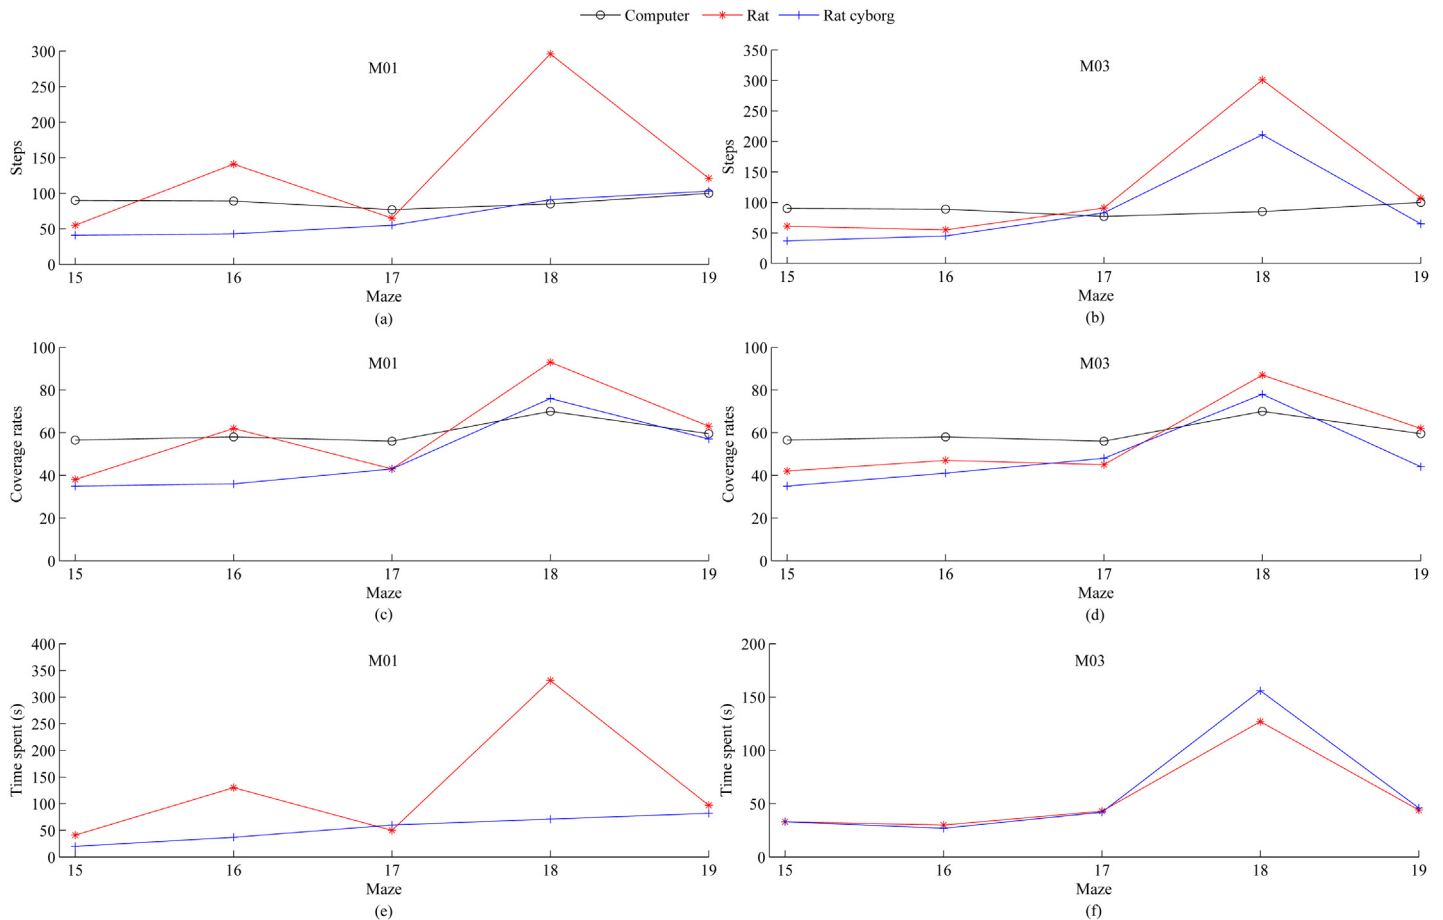 Computer Rat Rat cyborg
M01
300
250
200
150
100
50
0
Steps
15 16 17 18 19
Maze
(a)
M03
350
300
250
200
150
100
50
0
Steps
15 16 17 18 19
Maze
(b)
M01
100
80
60
40
20
0
Coverage rates
15 16 17 18 19
Maze
(c)
M03
100
80
60
40
20
0
Coverage rates
15 16 17 18 19
Maze
(d)
M01
400
350
300
250
200
150
100
50
0
Time spent (s)
15 16 17 18 19
Maze
(e)
M03
200
150
100
50
0
Time spent (s)
15 16 17 18 19
Maze
(f)